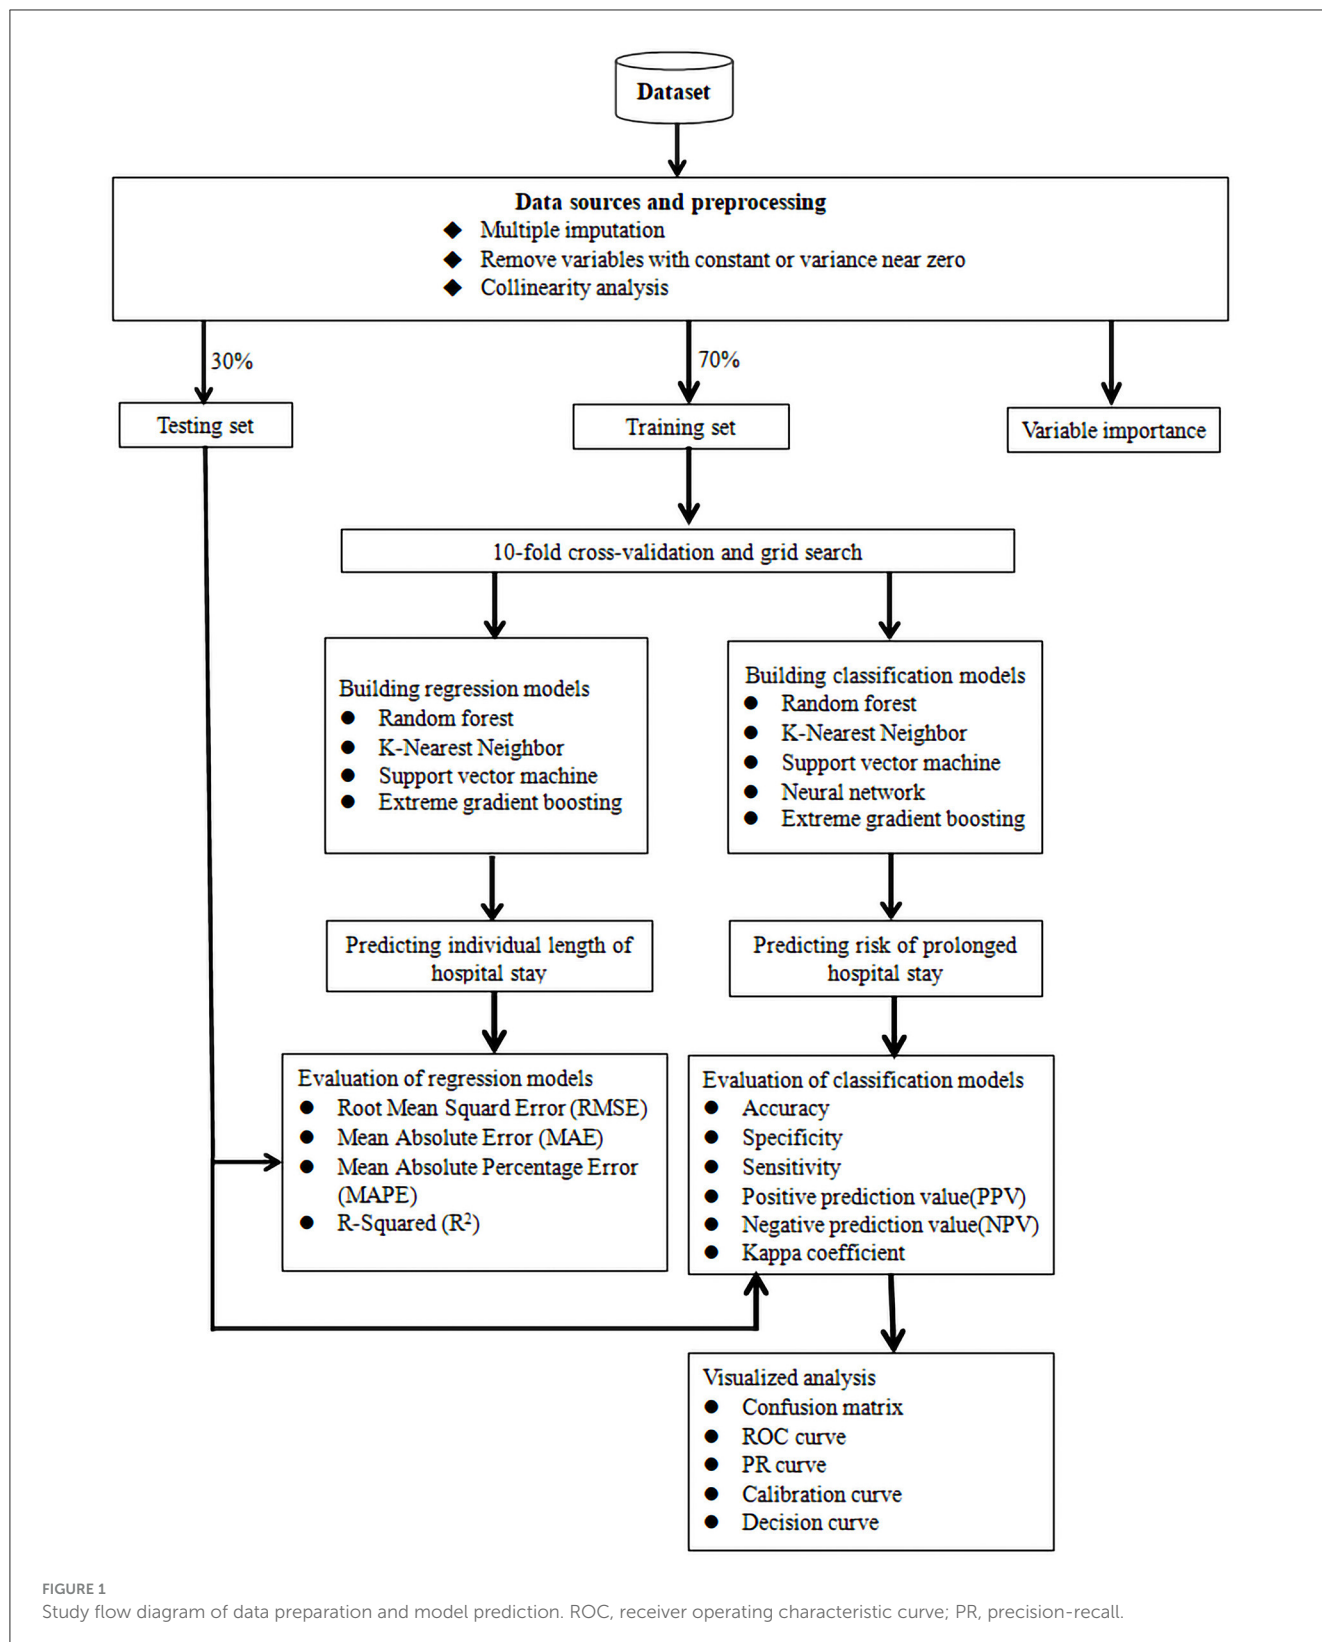 Dataset
Data sources and preprocessing
◆ Multiple imputation
◆ Remove variables with constant or variance near zero
◆ Collinearity analysis
30%
70%
Testing set
Training set
Variable importance
10-fold cross-validation and grid search
Building regression models
● Random forest
● K-Nearest Neighbor
● Support vector machine
● Extreme gradient boosting
Building classification models
● Random forest
● K-Nearest Neighbor
● Support vector machine
● Neural network
● Extreme gradient boosting
Predicting individual length of
hospital stay
Predicting risk of prolonged
hospital stay
Evaluation of regression models
● Root Mean Squard Error (RMSE)
● Mean Absolute Error (MAE)
● Mean Absolute Percentage Error
(MAPE)
● R-Squared (R²)
Evaluation of classification models
● Accuracy
● Specificity
● Sensitivity
● Positive prediction value(PPV)
● Negative prediction value(NPV)
● Kappa coefficient
Visualized analysis
● Confusion matrix
● ROC curve
● PR curve
● Calibration curve
● Decision curve
FIGURE 1
Study flow diagram of data preparation and model prediction. ROC, receiver operating characteristic curve; PR, precision-recall.